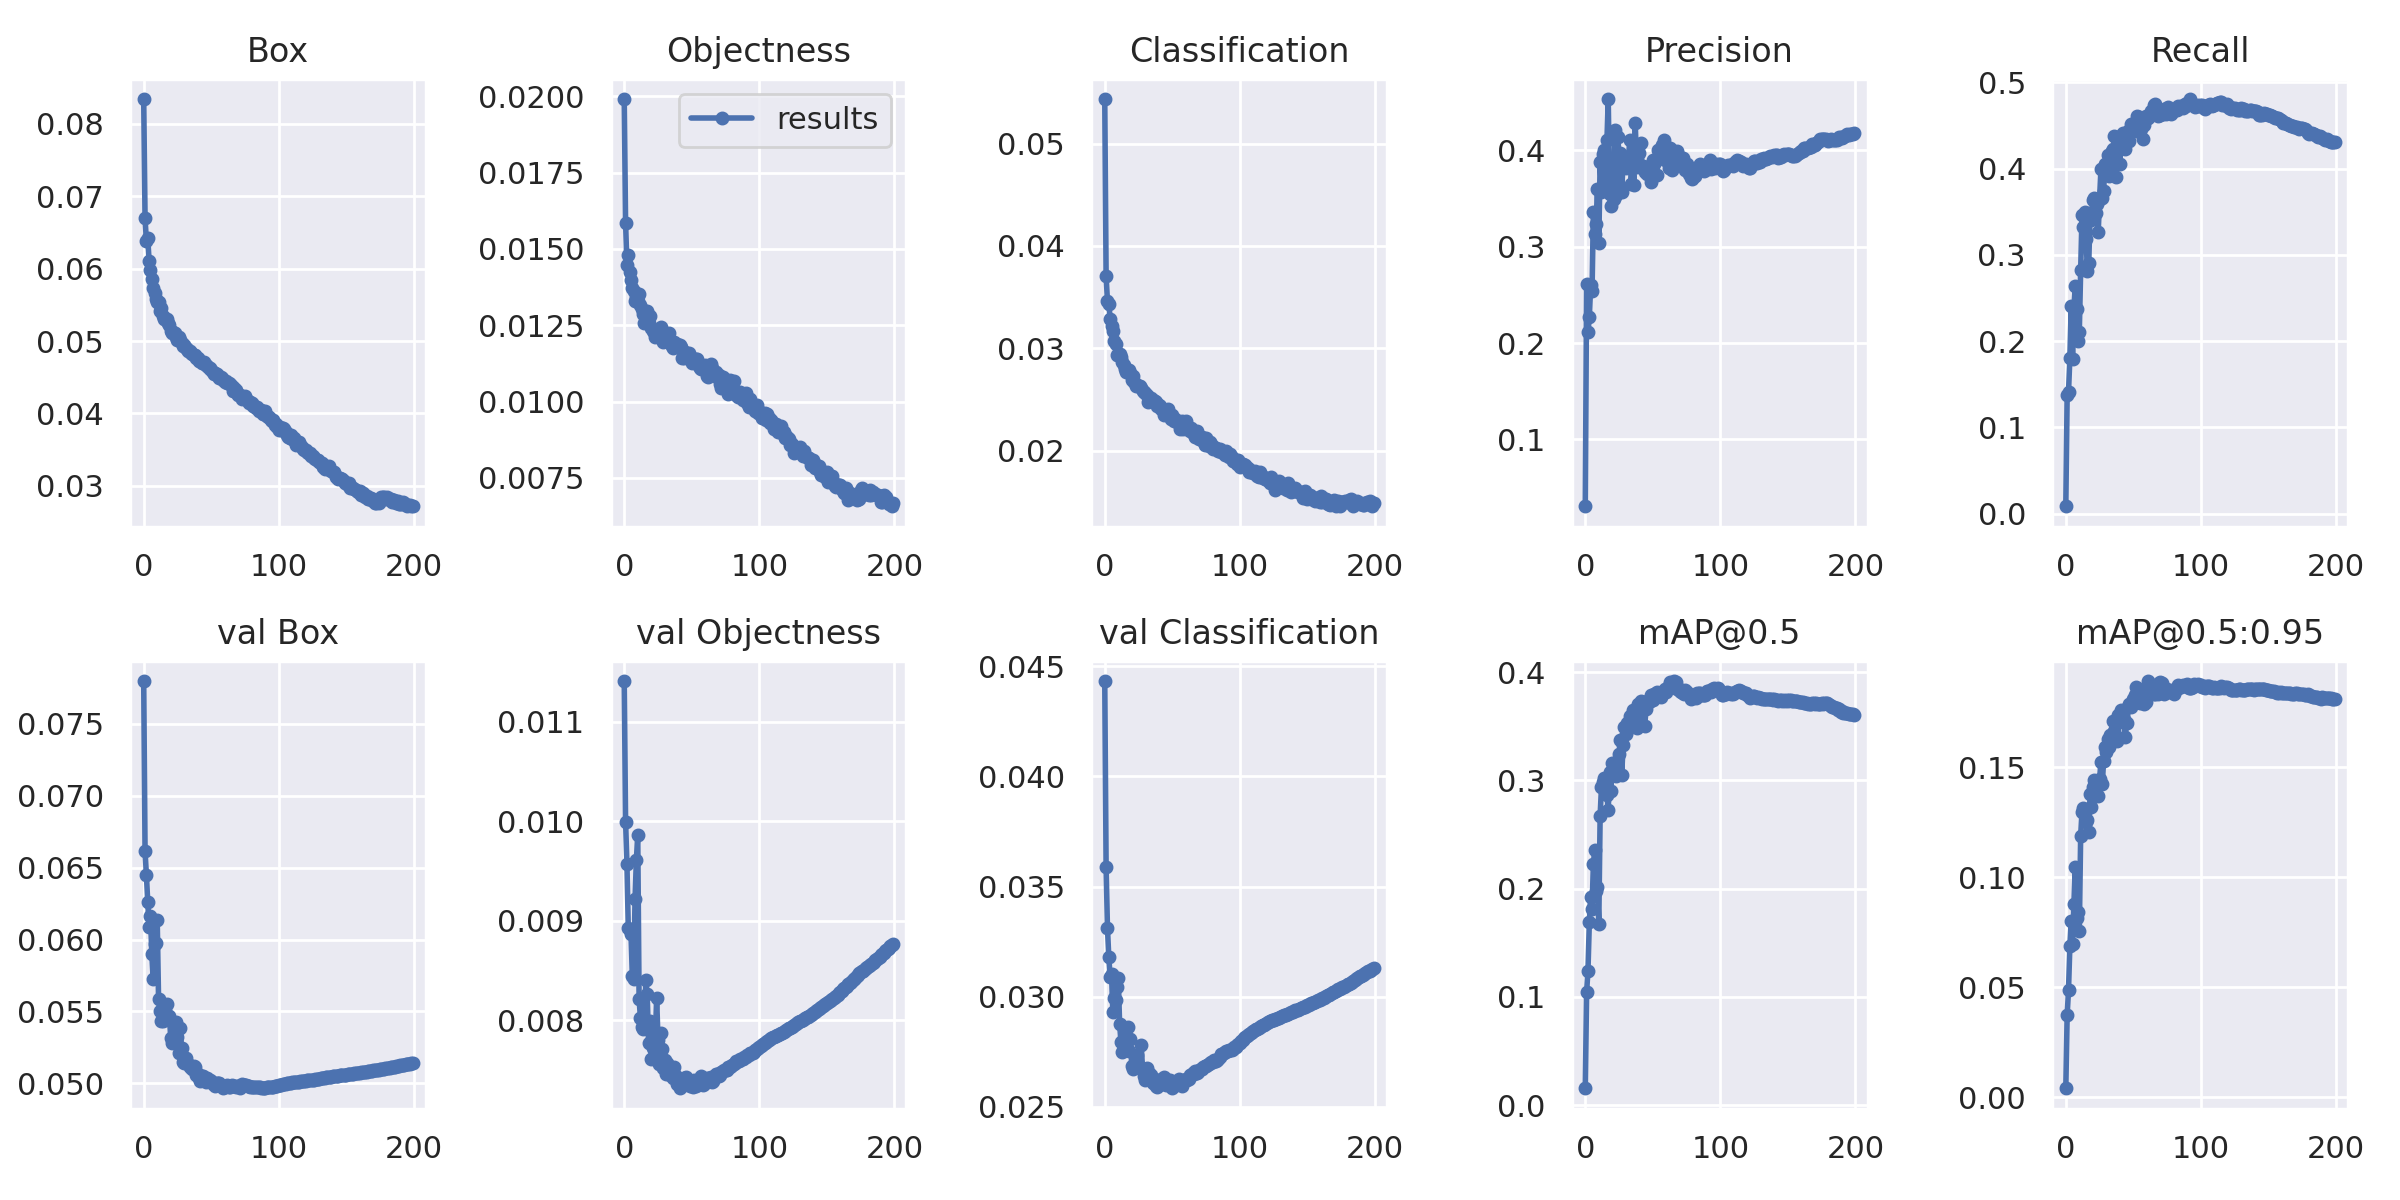 Box
Objectness
Classification
Precision
Recall
0.08
0.07
0.06
0.05
0.04
0.03
0 100 200
0.0200
0.0175
0.0150
0.0125
0.0100
0.0075
results
0 100 200
0.05
0.04
0.03
0.02
0 100 200
0.4
0.3
0.2
0.1
0 100 200
0.5
0.4
0.3
0.2
0.1
0.0
0 100 200
val Box
val Objectness
val Classification
mAP@0.5
mAP@0.5:0.95
0.075
0.070
0.065
0.060
0.055
0.050
0 100 200
0.011
0.010
0.009
0.008
0 100 200
0.045
0.040
0.035
0.030
0.025
0 100 200
0.4
0.3
0.2
0.1
0.0
0 100 200
0.15
0.10
0.05
0.00
0 100 200